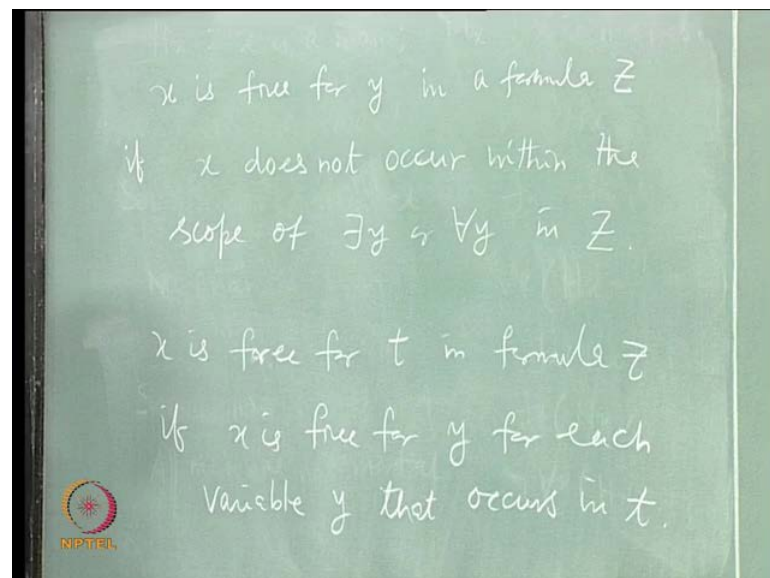 x is free for y in a formula Z
if x does not occur within the
scope of ∃y or ∀y in Z.
x is free for t in formula Z
if x is free for y for each
variable y that occurs in t.
NPTEL